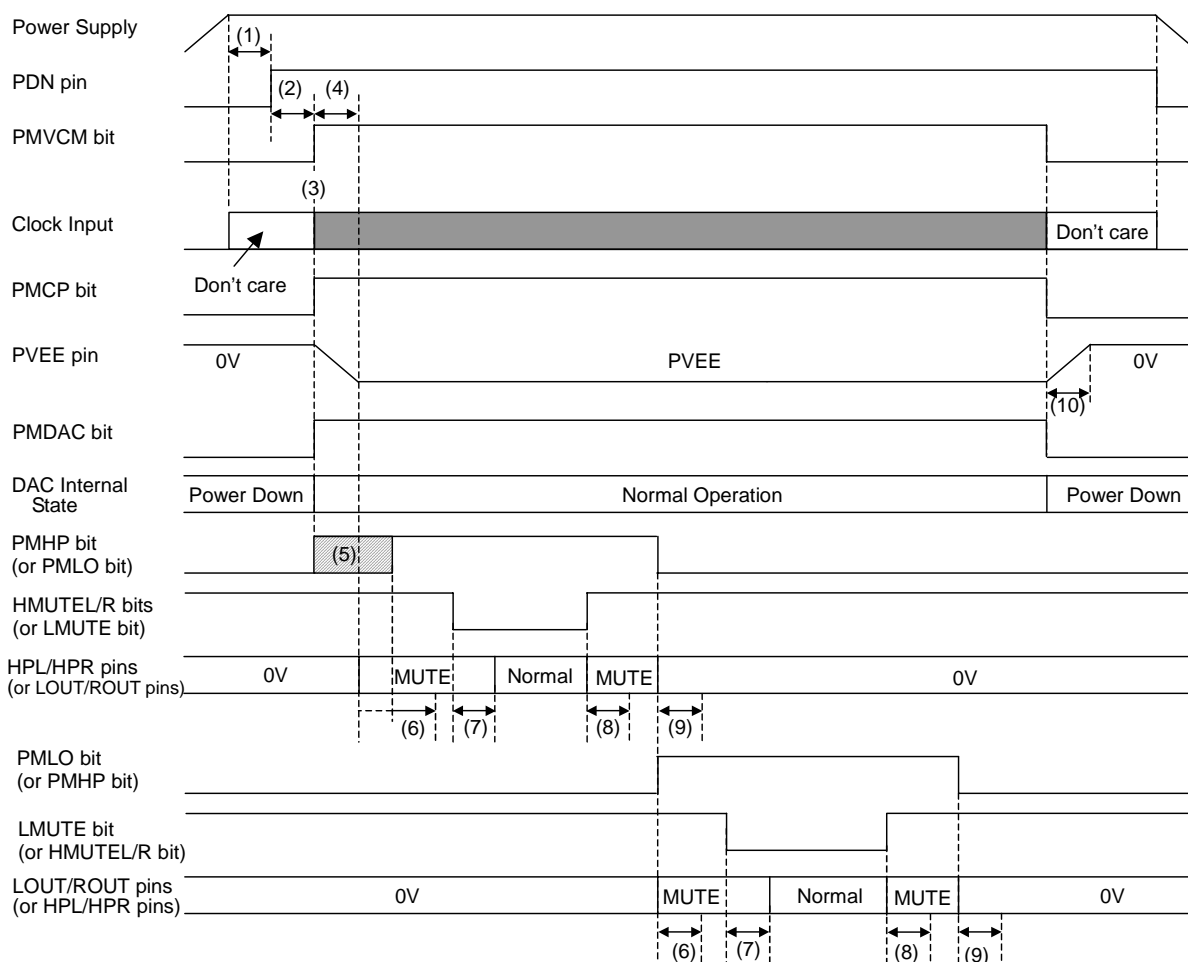 Power Supply
(1)
PDN pin
(2)
(4)
PMVCM bit
(3)
Clock Input
Don't care
Don't care
PMCP bit
PVEE pin
0V
PVEE
0V
(10)
PMDAC bit
DAC Internal
State
Power Down
Normal Operation
Power Down
PMHP bit
(or PMLO bit)
(5)
HMUTEL/R bits
(or LMUTE bit)
HPL/HPR pins
(or LOUT/ROUT pins)
0V
MUTE
Normal
MUTE
0V
(6)
(7)
(8)
(9)
PMLO bit
(or PMHP bit)
LMUTE bit
(or HMUTEL/R bit)
LOUT/ROUT pins
(or HPL/HPR pins)
0V
MUTE
Normal
MUTE
0V
(6)
(7)
(8)
(9)